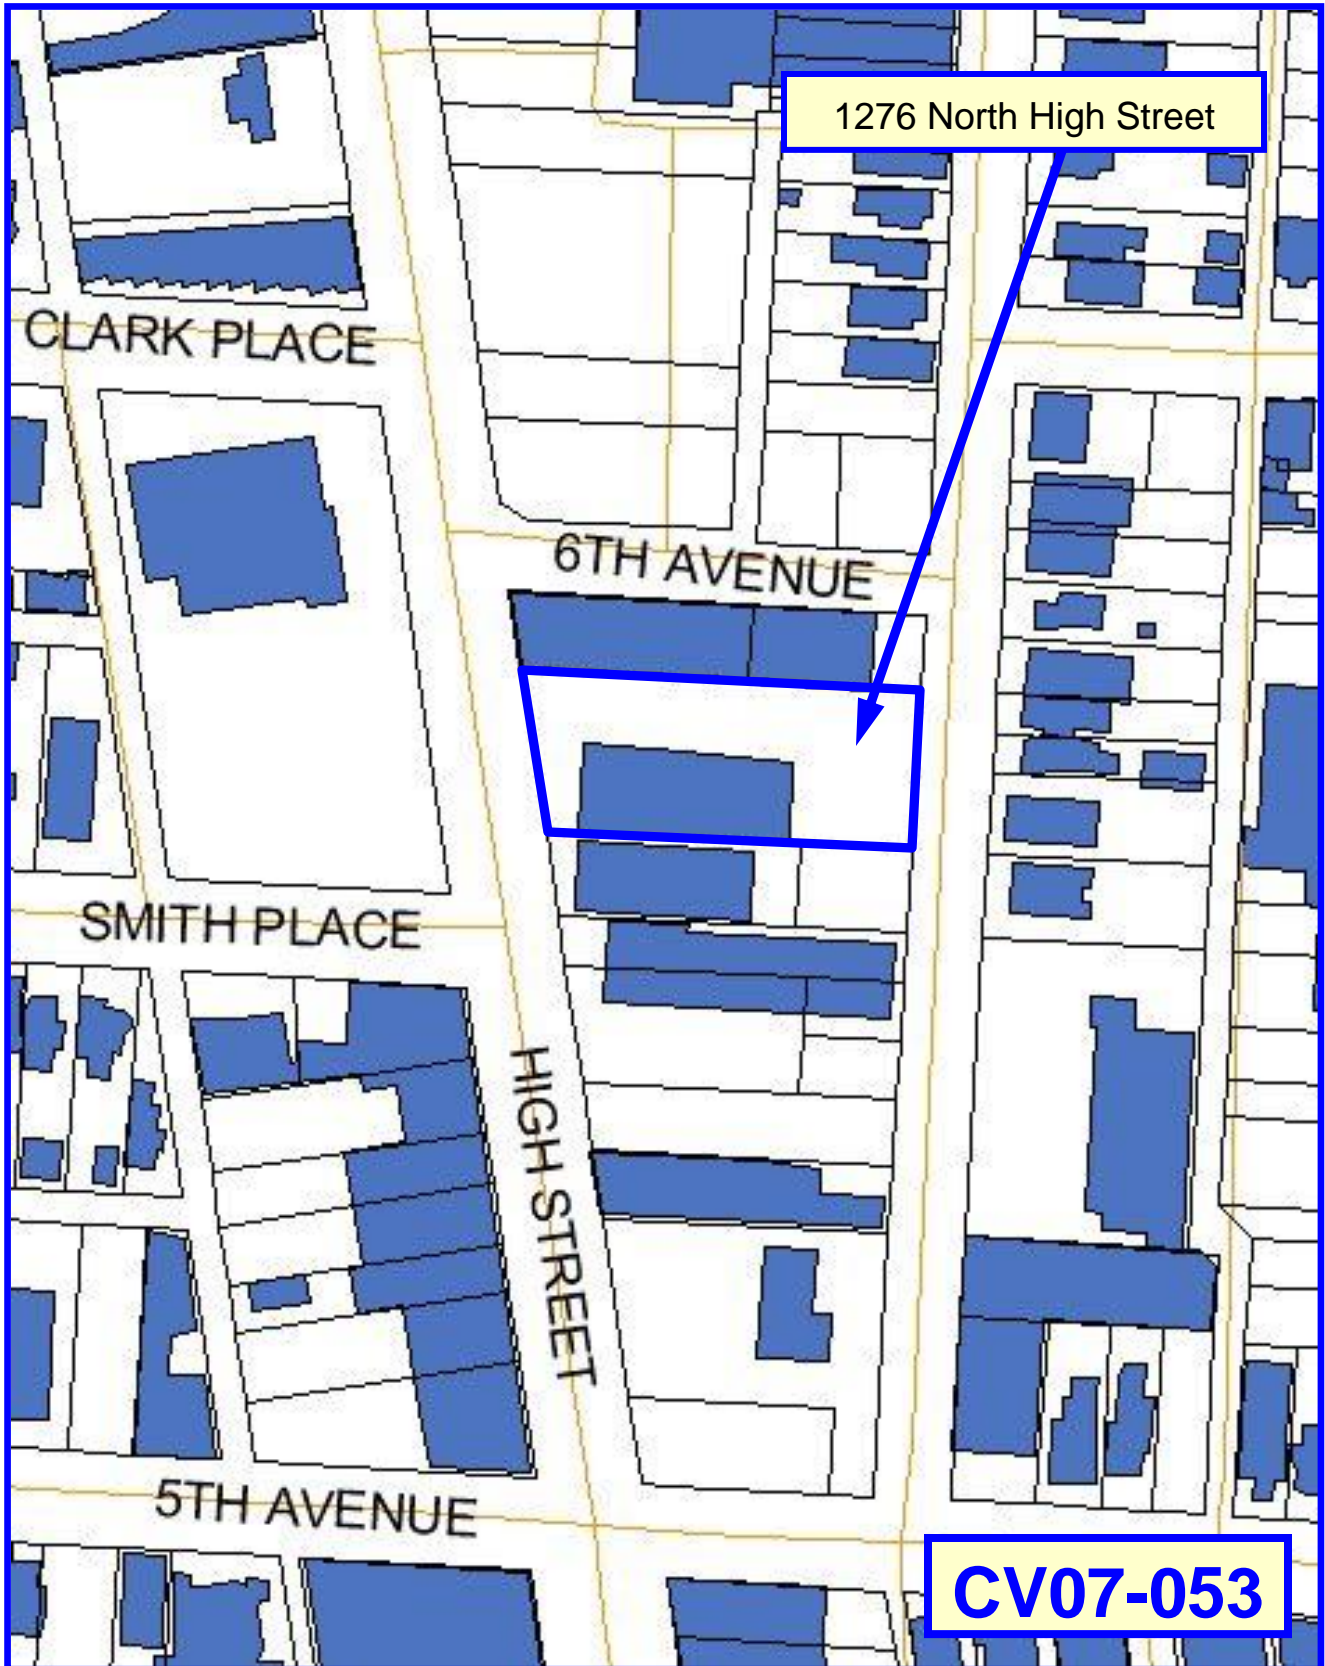 1276 North High Street
CLARK PLACE
6TH AVENUE
SMITH PLACE
HIGH STREET
5TH AVENUE
CV07-053